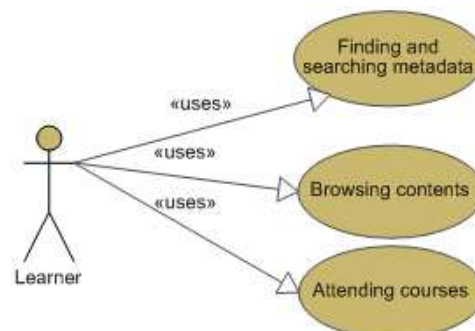 Finding and
searching metadata
«uses»
«uses»
Browsing contents
«uses»
Learner
Attending courses